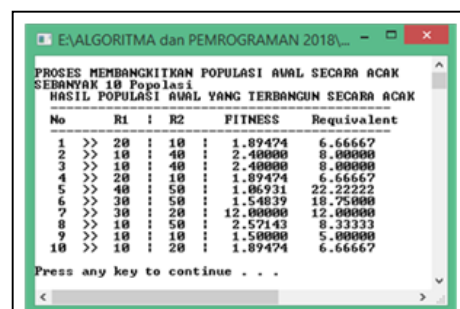 E:\ALGORITMA dan PEMROGRAMAN 2018\...
PROSES MEMBANGKITKAN POPULASI AWAL SECARA ACAK
SEBANYAK 10 Popolasi
HASIL POPULASI AWAL YANG TERBANGUN SECARA ACAK
No R1 ¦ R2 FITNESS Requivalent
1 >> 20 ¦ 10 ¦ 1.89474 6.66667
2 >> 10 ¦ 40 ¦ 2.40000 8.00000
3 >> 10 ¦ 40 ¦ 2.40000 8.00000
4 >> 20 ¦ 10 ¦ 1.89474 6.66667
5 >> 40 ¦ 50 ¦ 1.06931 22.22222
6 >> 30 ¦ 50 ¦ 1.54839 18.75000
7 >> 30 ¦ 20 ¦ 12.00000 12.00000
8 >> 10 ¦ 50 ¦ 2.57143 8.33333
9 >> 10 ¦ 10 ¦ 1.50000 5.00000
10 >> 10 ¦ 20 ¦ 1.89474 6.66667
Press any key to continue . . .